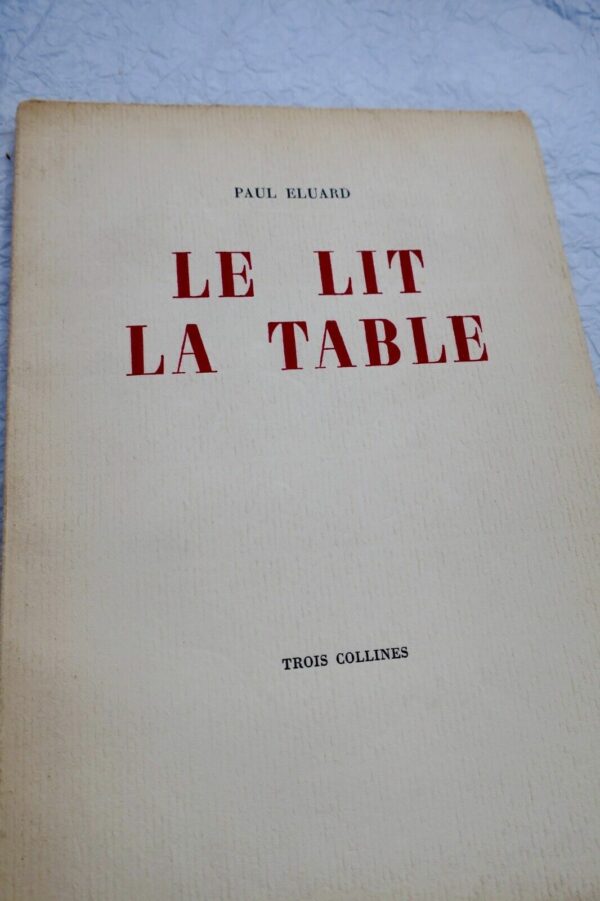 PAUL ELUARD
LE LIT
LA TABLE
TROIS COLLINES